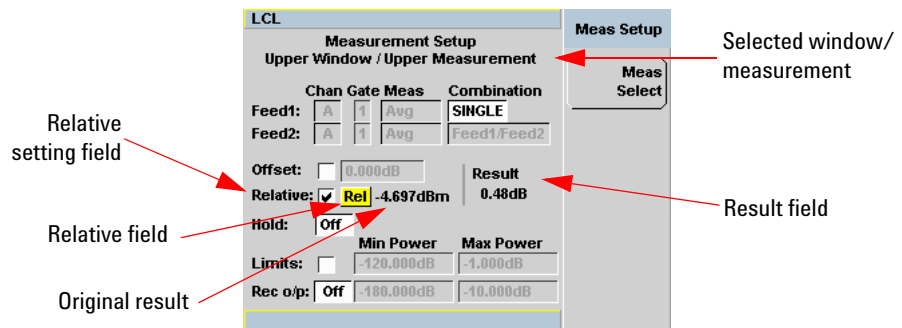 LCL
Meas Setup
Measurement Setup
Upper Window / Upper Measurement
Selected window/
measurement
Meas
Select
Chan Gate Meas Combination
Feed1: A 1 Avg SINGLE
Feed2: A 1 Avg Feed1/Feed2
Relative
setting field
Offset: 0.000dB
Result
Relative: Rel -4.697dBm 0.48dB
Result field
Hold: Off
Relative field
Min Power Max Power
Limits: -120.000dB -1.000dB
Original result
Rec o/p: Off -180.000dB -10.000dB